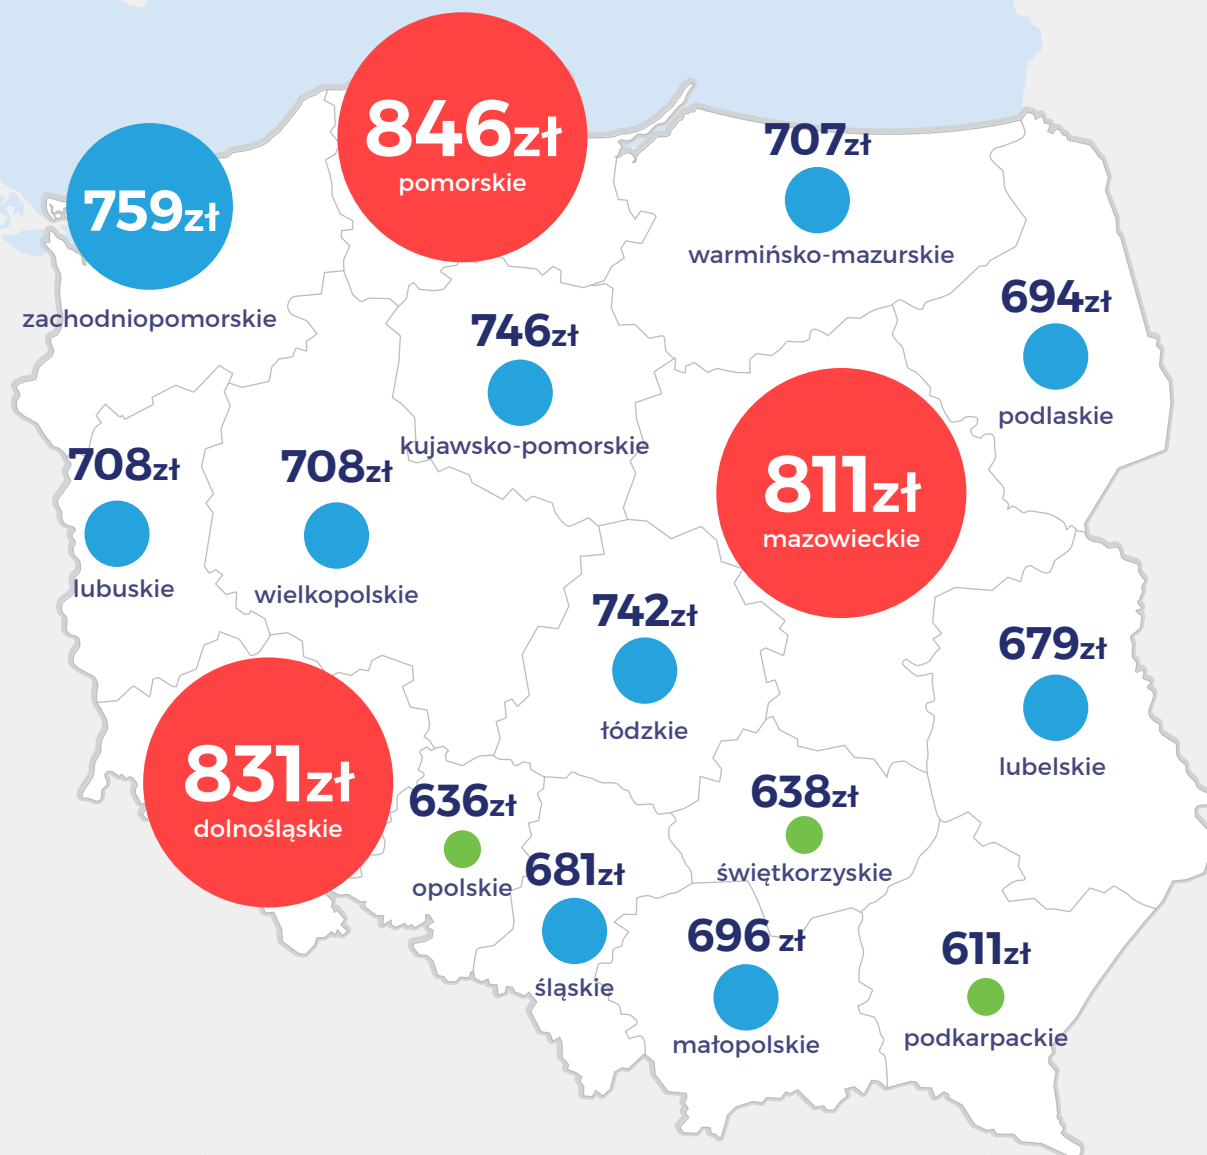 846zł
pomorskie
707zł
warmińsko-mazurskie
759zł
zachodniopomorskie
694zł
podlaskie
746zł
kujawsko-pomorskie
708zł
lubuskie
708zł
wielkopolskie
811zł
mazowieckie
742zł
łódzkie
679zł
lubelskie
831zł
dolnośląskie
636zł
opolskie
638zł
świętkorzyskie
681zł
śląskie
696 zł
małopolskie
611zł
podkarpackie